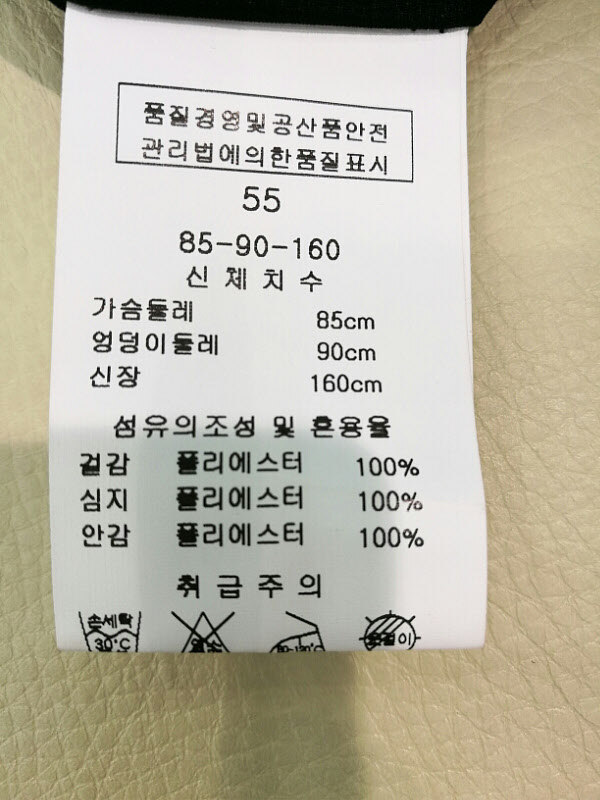 품질경영및공산품안전
관리법에의한품질표시
55
85-90-160
신 체 치 수
가슴둘레 85cm
엉덩이둘레 90cm
신장 160cm
섬유의조성 및 혼용율
겉감 폴리에스터 100%
심지 폴리에스터 100%
안감 폴리에스터 100%
취 급 주 의
손세탁
30°C